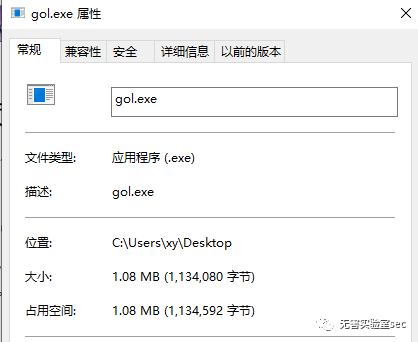 gol.exe 属性
常规 兼容性 安全 详细信息 以前的版本
gol.exe
文件类型: 应用程序 (.exe)
描述: gol.exe
位置: C:\Users\xy\Desktop
大小: 1.08 MB (1,134,080 字节)
占用空间: 1.08 MB (1,134,592 字节)
无害实验室sec